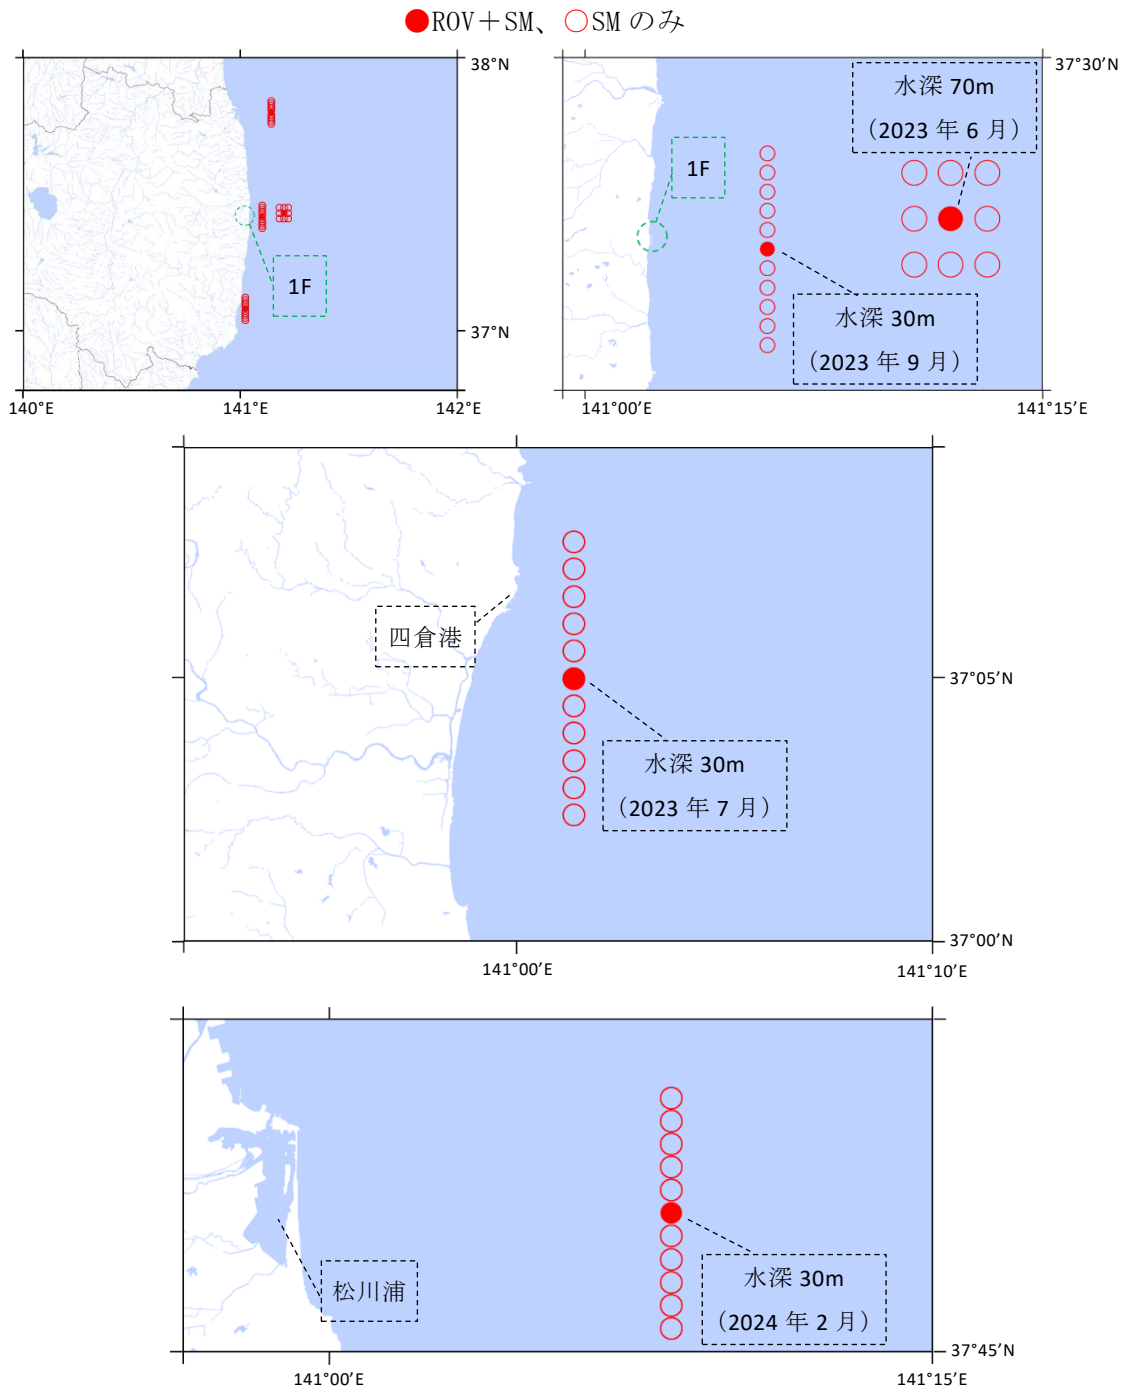 ●ROV＋SM、○SM のみ
38°N
37°N
140°E
141°E
142°E
1F
37°30′N
水深 70m
（2023 年 6 月）
1F
水深 30m
（2023 年 9 月）
141°00′E
141°15′E
四倉港
37°05′N
水深 30m
（2023 年 7 月）
37°00′N
141°00′E
141°10′E
松川浦
水深 30m
（2024 年 2 月）
37°45′N
141°00′E
141°15′E